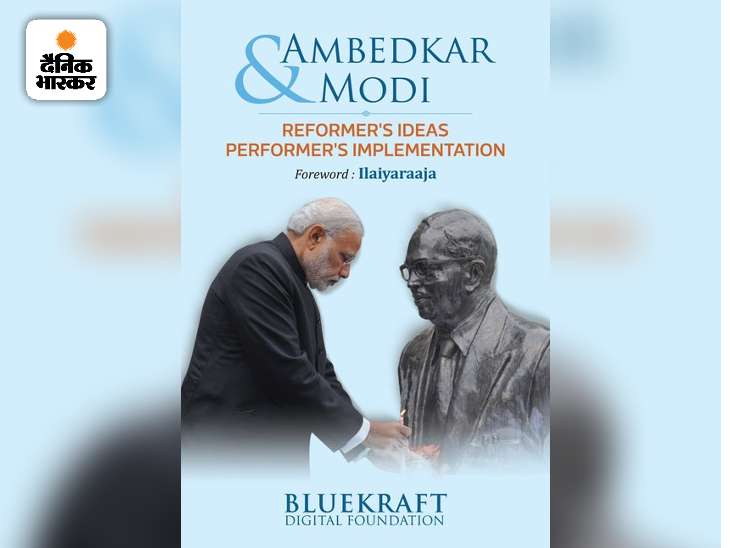 दैनिक
भास्कर
AMBEDKAR
& MODI
REFORMER'S IDEAS
PERFORMER'S IMPLEMENTATION
Foreword : Ilaiyaraaja
BLUEKRAFT
DIGITAL FOUNDATION